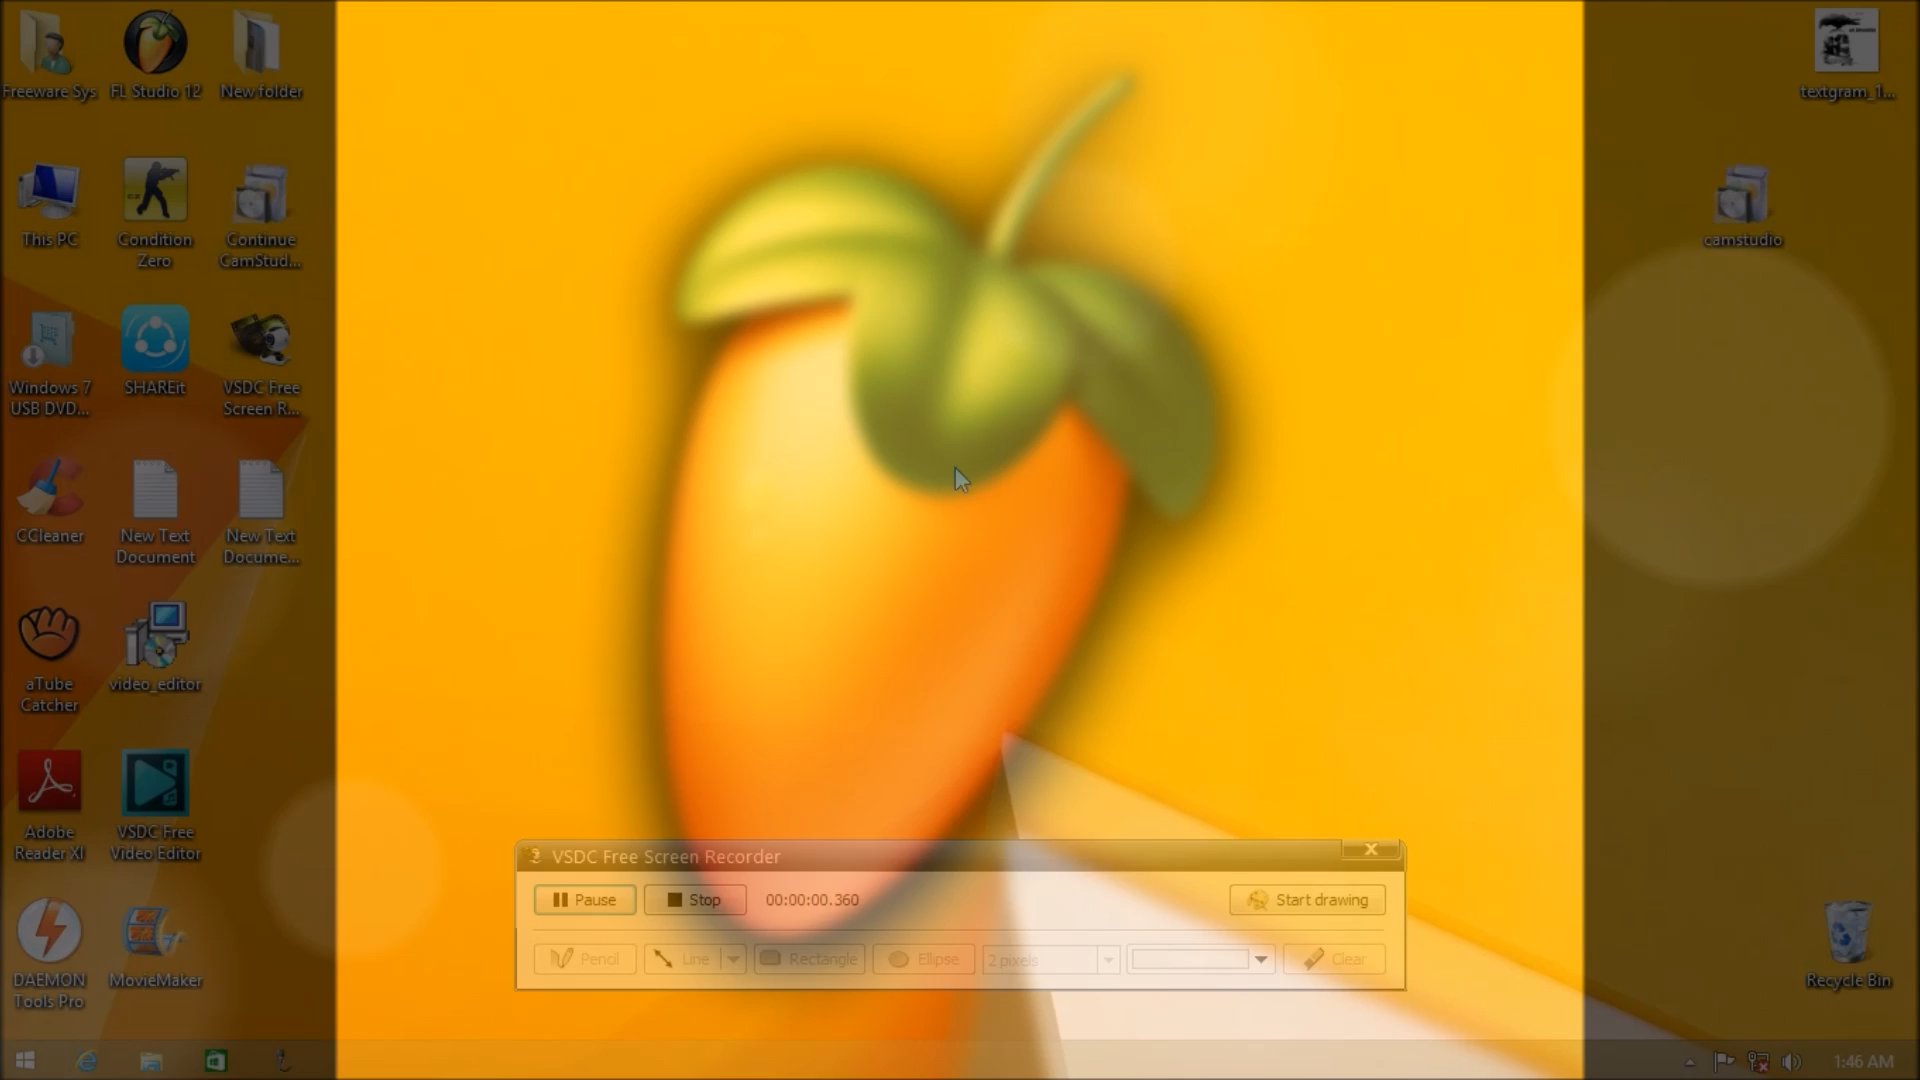 Freeware Sys
FL Studio 12
New folder
textgram_1...
This PC
Condition
Zero
Continue
CamStud...
camstudio
Windows 7
USB DVD...
SHAREit
VSDC Free
Screen R...
CCleaner
New Text
Document
New Text
Docume...
aTube
Catcher
video_editor
Adobe
Reader XI
VSDC Free
Video Editor
VSDC Free Screen Recorder
Pause
Stop
00:00:00.360
Start drawing
Pencil
Line
Rectangle
Ellipse
2 pixels
Clear
DAEMON
Tools Pro
MovieMaker
Recycle Bin
1:46 AM